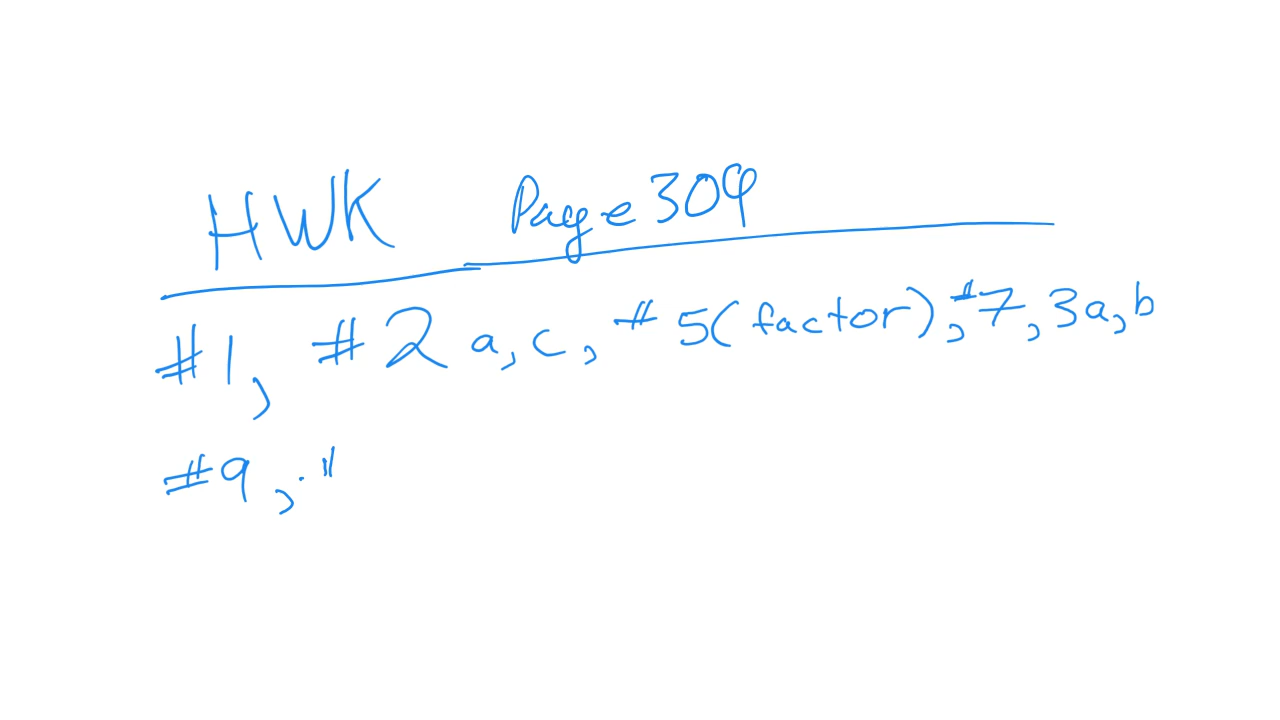 HWK Page 309
#1, #2 a, c, #5(factor), #7, 3a, b
#9,